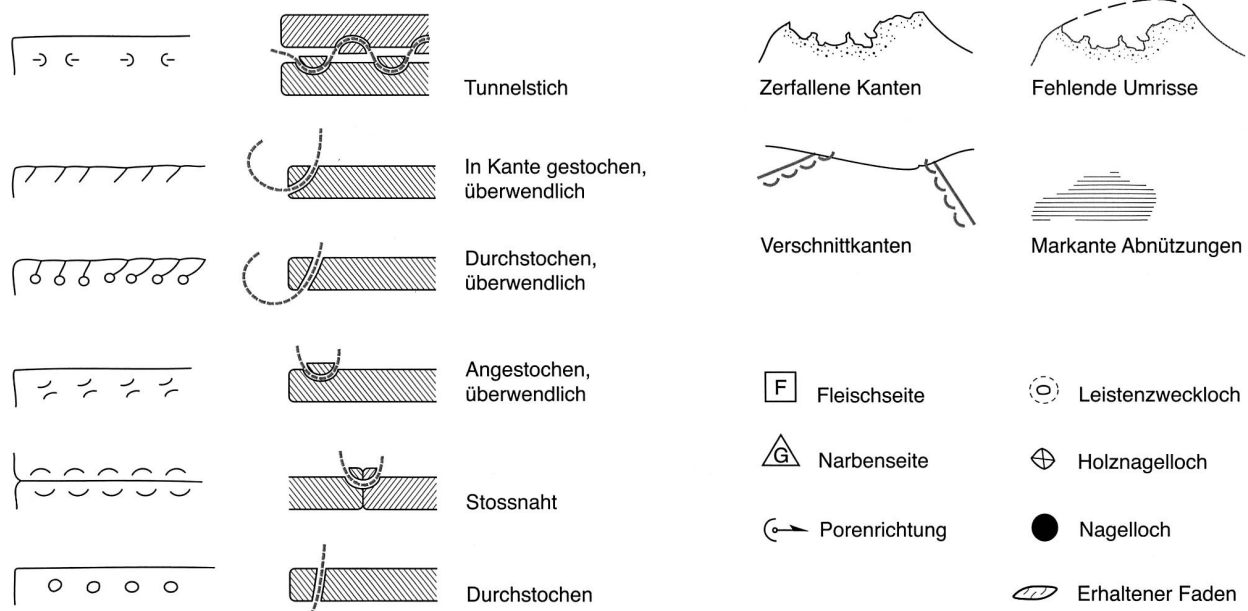 Tunnelstich
In Kante gestochen,
überwendlich
Durchstochen,
überwendlich
Angestochen,
überwendlich
Stossnaht
Durchstochen
Zerfallene Kanten
Fehlende Umrisse
Verschnittkanten
Markante Abnützungen
F Fleischseite
Leistenzweckloch
G Narbenseite
Holznagelloch
Porenrichtung
Nagelloch
Erhaltener Faden